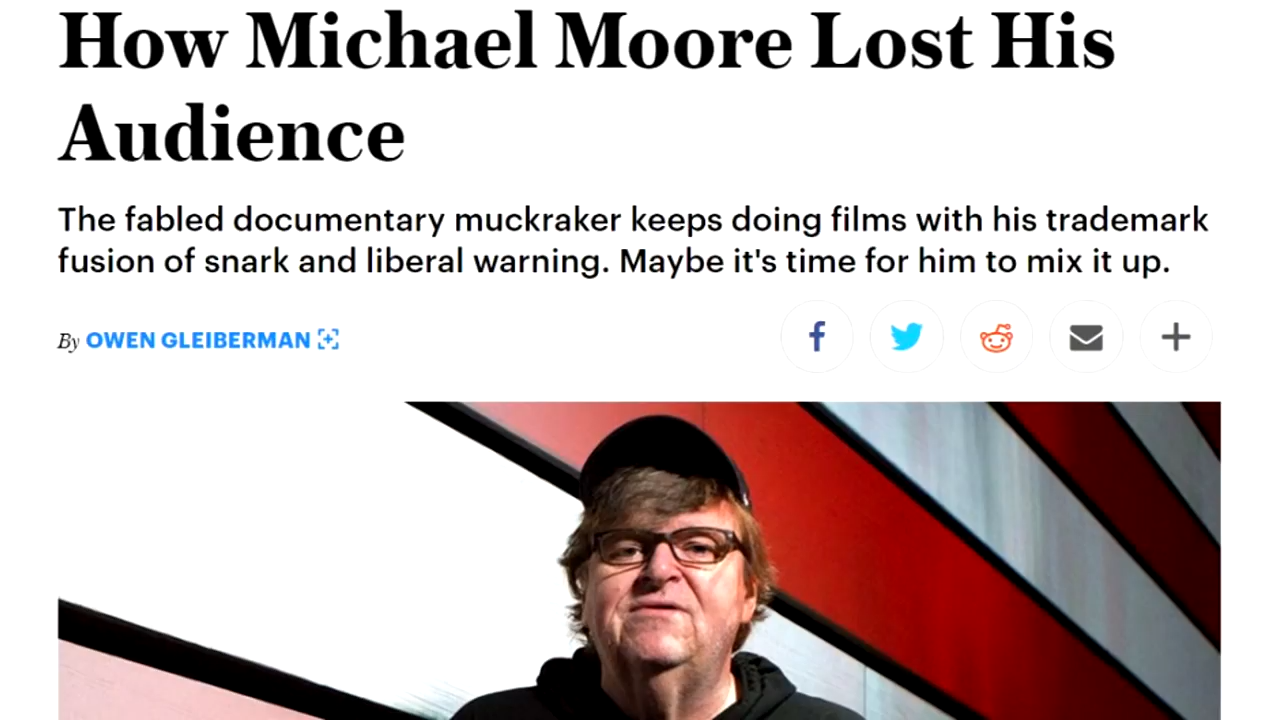 How Michael Moore Lost His
Audience
The fabled documentary muckraker keeps doing films with his trademark
fusion of snark and liberal warning. Maybe it's time for him to mix it up.
By OWEN GLEIBERMAN